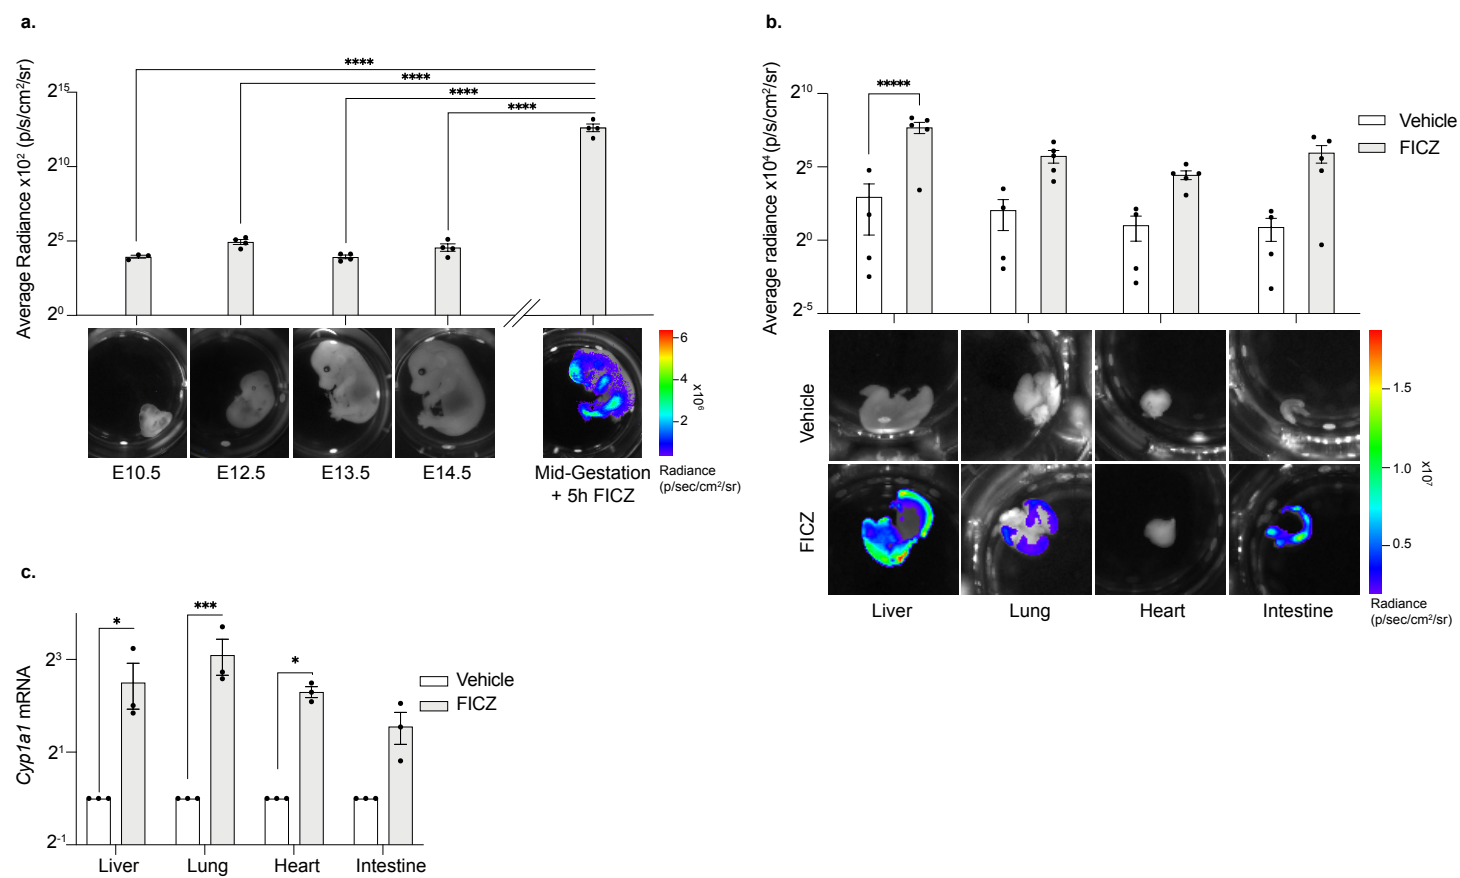 a.
Average Radiance x10² (p/s/cm²/sr)
2¹⁵
2¹⁰
2⁵
2⁰
****
****
****
****
E10.5
E12.5
E13.5
E14.5
Mid-Gestation
+ 5h FICZ
6
4
2
x10⁶
Radiance
(p/sec/cm²/sr)
b.
Average radiance x10⁴ (p/s/cm²/sr)
2¹⁰
2⁵
2⁰
2⁻⁵
*****
Vehicle
FICZ
Vehicle
FICZ
Liver
Lung
Heart
Intestine
1.5
1.0
0.5
x10⁷
Radiance
(p/sec/cm²/sr)
c.
Cyp1a1 mRNA
2³
2¹
2⁻¹
*
***
*
Vehicle
FICZ
Liver
Lung
Heart
Intestine